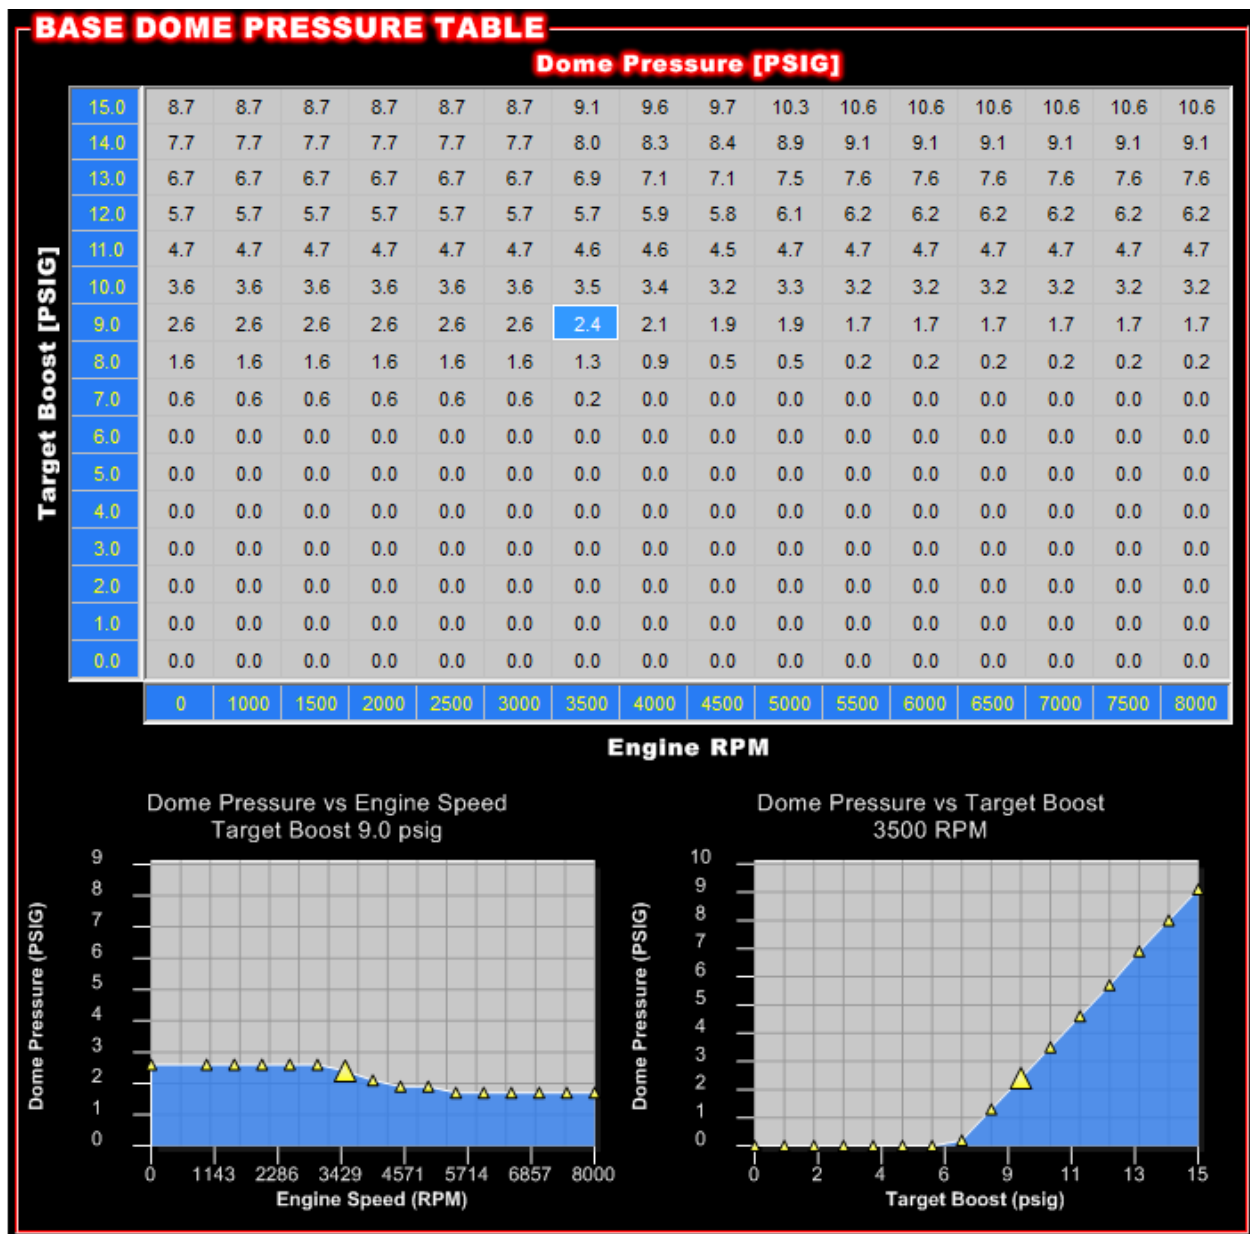 BASE DOME PRESSURE TABLE
Dome Pressure [PSIG]
Target Boost [PSIG]
15.0 8.7 8.7 8.7 8.7 8.7 8.7 9.1 9.6 9.7 10.3 10.6 10.6 10.6 10.6 10.6 10.6
14.0 7.7 7.7 7.7 7.7 7.7 7.7 8.0 8.3 8.4 8.9 9.1 9.1 9.1 9.1 9.1 9.1
13.0 6.7 6.7 6.7 6.7 6.7 6.7 6.9 7.1 7.1 7.5 7.6 7.6 7.6 7.6 7.6 7.6
12.0 5.7 5.7 5.7 5.7 5.7 5.7 5.7 5.9 5.8 6.1 6.2 6.2 6.2 6.2 6.2 6.2
11.0 4.7 4.7 4.7 4.7 4.7 4.7 4.6 4.6 4.5 4.7 4.7 4.7 4.7 4.7 4.7 4.7
10.0 3.6 3.6 3.6 3.6 3.6 3.6 3.5 3.4 3.2 3.3 3.2 3.2 3.2 3.2 3.2 3.2
9.0 2.6 2.6 2.6 2.6 2.6 2.6 2.4 2.1 1.9 1.9 1.7 1.7 1.7 1.7 1.7 1.7
8.0 1.6 1.6 1.6 1.6 1.6 1.6 1.3 0.9 0.5 0.5 0.2 0.2 0.2 0.2 0.2 0.2
7.0 0.6 0.6 0.6 0.6 0.6 0.6 0.2 0.0 0.0 0.0 0.0 0.0 0.0 0.0 0.0 0.0
6.0 0.0 0.0 0.0 0.0 0.0 0.0 0.0 0.0 0.0 0.0 0.0 0.0 0.0 0.0 0.0 0.0
5.0 0.0 0.0 0.0 0.0 0.0 0.0 0.0 0.0 0.0 0.0 0.0 0.0 0.0 0.0 0.0 0.0
4.0 0.0 0.0 0.0 0.0 0.0 0.0 0.0 0.0 0.0 0.0 0.0 0.0 0.0 0.0 0.0 0.0
3.0 0.0 0.0 0.0 0.0 0.0 0.0 0.0 0.0 0.0 0.0 0.0 0.0 0.0 0.0 0.0 0.0
2.0 0.0 0.0 0.0 0.0 0.0 0.0 0.0 0.0 0.0 0.0 0.0 0.0 0.0 0.0 0.0 0.0
1.0 0.0 0.0 0.0 0.0 0.0 0.0 0.0 0.0 0.0 0.0 0.0 0.0 0.0 0.0 0.0 0.0
0.0 0.0 0.0 0.0 0.0 0.0 0.0 0.0 0.0 0.0 0.0 0.0 0.0 0.0 0.0 0.0 0.0
0 1000 1500 2000 2500 3000 3500 4000 4500 5000 5500 6000 6500 7000 7500 8000
Engine RPM
Dome Pressure vs Engine Speed
Target Boost 9.0 psig
Dome Pressure (PSIG)
9
8
7
6
5
4
3
2
1
0
0 1143 2286 3429 4571 5714 6857 8000
Engine Speed (RPM)
Dome Pressure vs Target Boost
3500 RPM
Dome Pressure (PSIG)
10
9
8
7
6
5
4
3
2
1
0
0 2 4 6 9 11 13 15
Target Boost (psig)